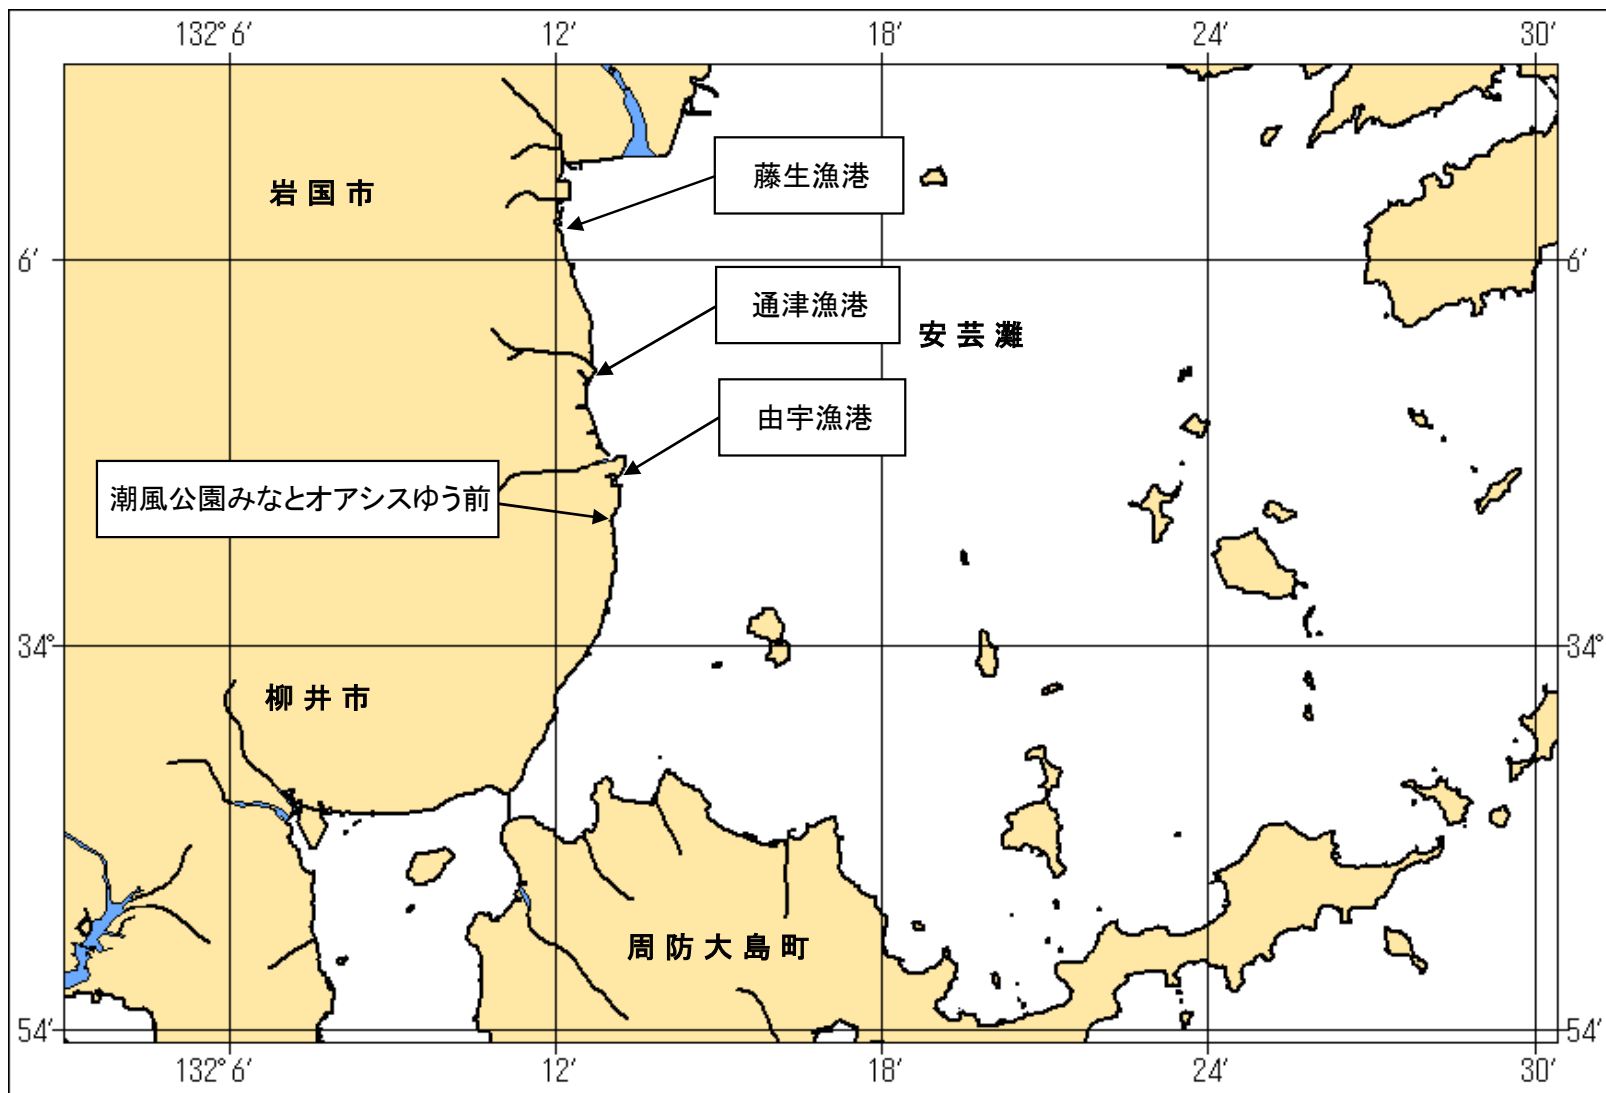 132°6′ 12′ 18′ 24′ 30′
藤生漁港
岩国市
6′ 6′
通津漁港
安芸灘
由宇漁港
潮風公園みなとオアシスゆう前
34° 34°
柳井市
周防大島町
54′ 54′
132°6′ 12′ 18′ 24′ 30′